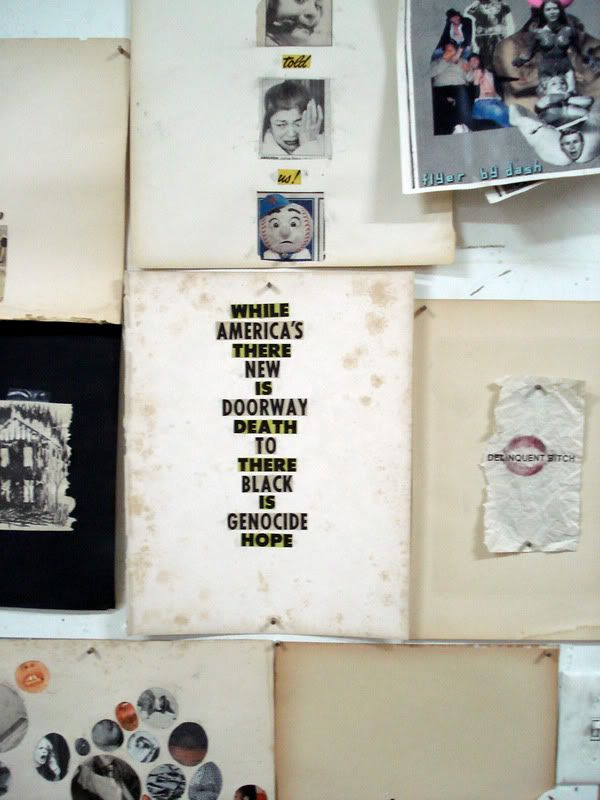 told
us!
flyer by dash
WHILE
AMERICA'S
THERE
NEW
IS
DOORWAY
DEATH
TO
THERE
BLACK
IS
GENOCIDE
HOPE
DELINQUENT BITCH